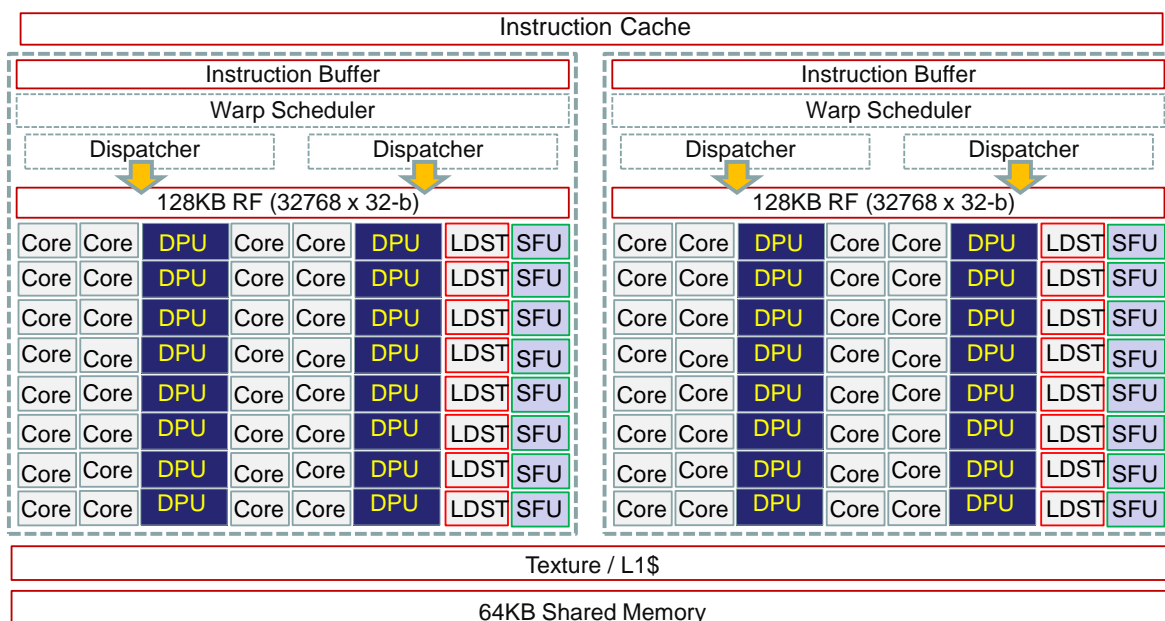 Instruction Cache
Instruction Buffer Instruction Buffer
Warp Scheduler Warp Scheduler
Dispatcher Dispatcher Dispatcher Dispatcher
128KB RF (32768 x 32-b) 128KB RF (32768 x 32-b)
Core Core DPU Core Core DPU LDST SFU Core Core DPU Core Core DPU LDST SFU
Core Core DPU Core Core DPU LDST SFU Core Core DPU Core Core DPU LDST SFU
Core Core DPU Core Core DPU LDST SFU Core Core DPU Core Core DPU LDST SFU
Core Core DPU Core Core DPU LDST SFU Core Core DPU Core Core DPU LDST SFU
Core Core DPU Core Core DPU LDST SFU Core Core DPU Core Core DPU LDST SFU
Core Core DPU Core Core DPU LDST SFU Core Core DPU Core Core DPU LDST SFU
Core Core DPU Core Core DPU LDST SFU Core Core DPU Core Core DPU LDST SFU
Core Core DPU Core Core DPU LDST SFU Core Core DPU Core Core DPU LDST SFU
Texture / L1$
64KB Shared Memory